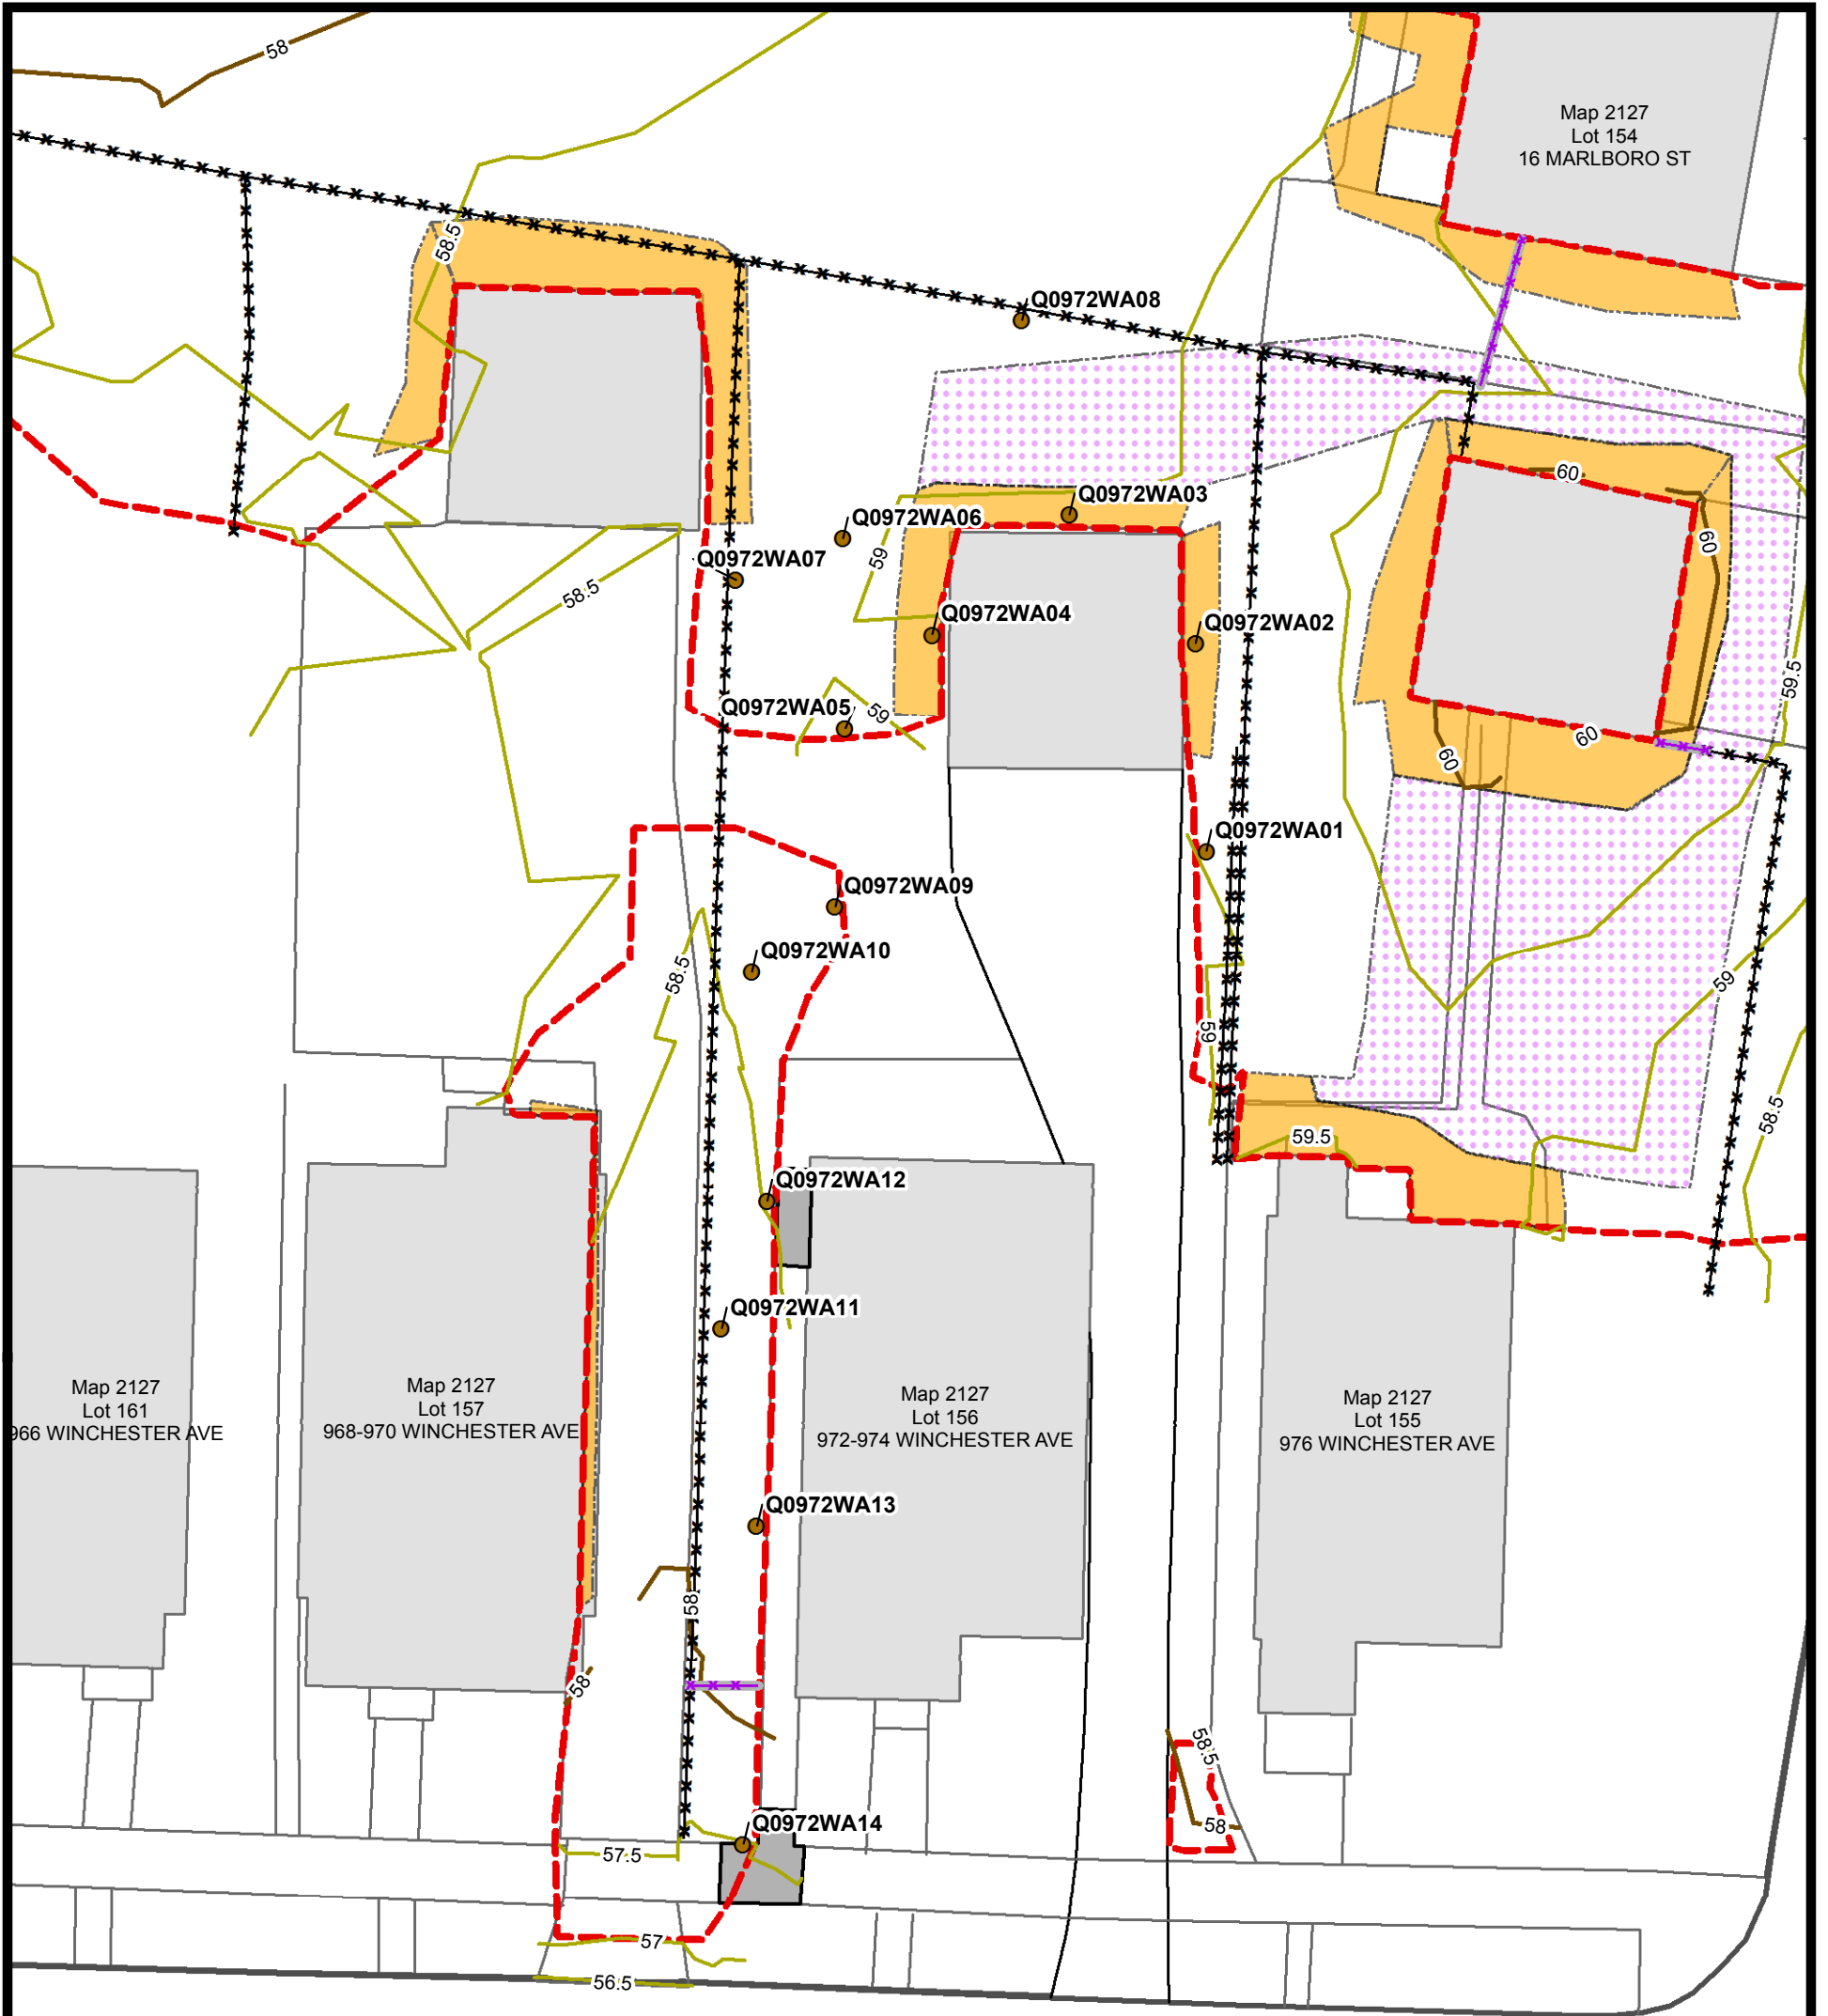 58
Map 2127
Lot 154
16 MARLBORO ST
58.5
Q0972WA08
60
Q0972WA03
Q0972WA06
59
60
Q0972WA07
58.5
Q0972WA04
Q0972WA02
59.5
Q0972WA05
59
60
60
Q0972WA01
Q0972WA09
Q0972WA10
58.5
59
59
58.5
59.5
Q0972WA12
Q0972WA11
Map 2127
Lot 161
966 WINCHESTER AVE
Map 2127
Lot 157
968-970 WINCHESTER AVE
Map 2127
Lot 156
972-974 WINCHESTER AVE
Map 2127
Lot 155
976 WINCHESTER AVE
Q0972WA13
58
58
58.5
58
Q0972WA14
57.5
57
56.5